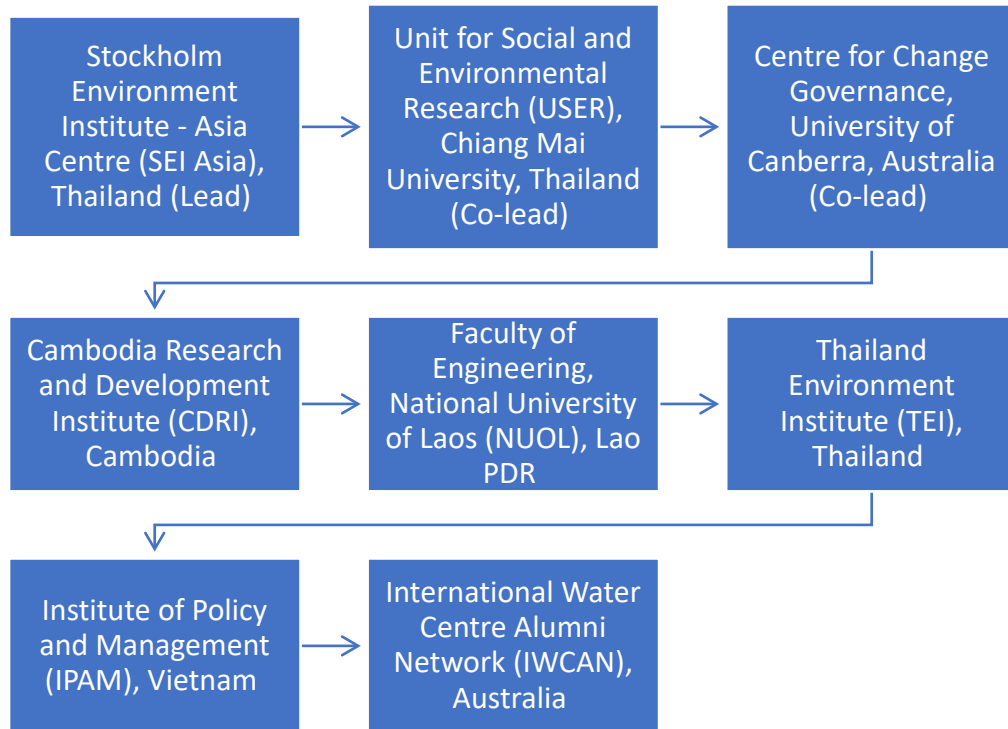 Stockholm
Environment
Institute - Asia
Centre (SEI Asia),
Thailand (Lead)
Unit for Social and
Environmental
Research (USER),
Chiang Mai
University, Thailand
(Co-lead)
Centre for Change
Governance,
University of
Canberra, Australia
(Co-lead)
Cambodia Research
and Development
Institute (CDRI),
Cambodia
Faculty of
Engineering,
National University
of Laos (NUOL), Lao
PDR
Thailand
Environment
Institute (TEI),
Thailand
Institute of Policy
and Management
(IPAM), Vietnam
International Water
Centre Alumni
Network (IWCAN),
Australia